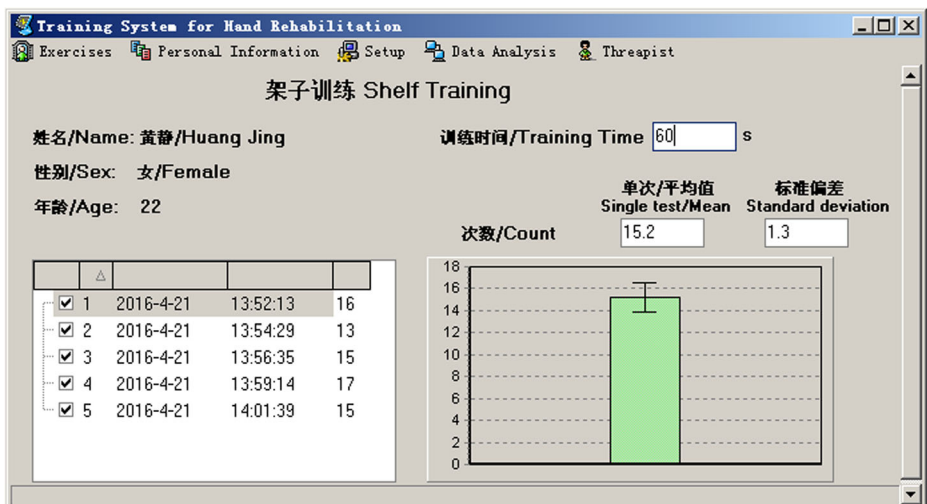 Training System for Hand Rehabilitation
Exercises Personal Information Setup Data Analysis Threapist
架子训练 Shelf Training
姓名/Name: 黄静/Huang Jing
训练时间/Training Time 60 s
性别/Sex: 女/Female
年龄/Age: 22
单次/平均值 标准偏差
Single test/Mean Standard deviation
次数/Count 15.2 1.3
1 2016-4-21 13:52:13 16
2 2016-4-21 13:54:29 13
3 2016-4-21 13:56:35 15
4 2016-4-21 13:59:14 17
5 2016-4-21 14:01:39 15
18
16
14
12
10
8
6
4
2
0